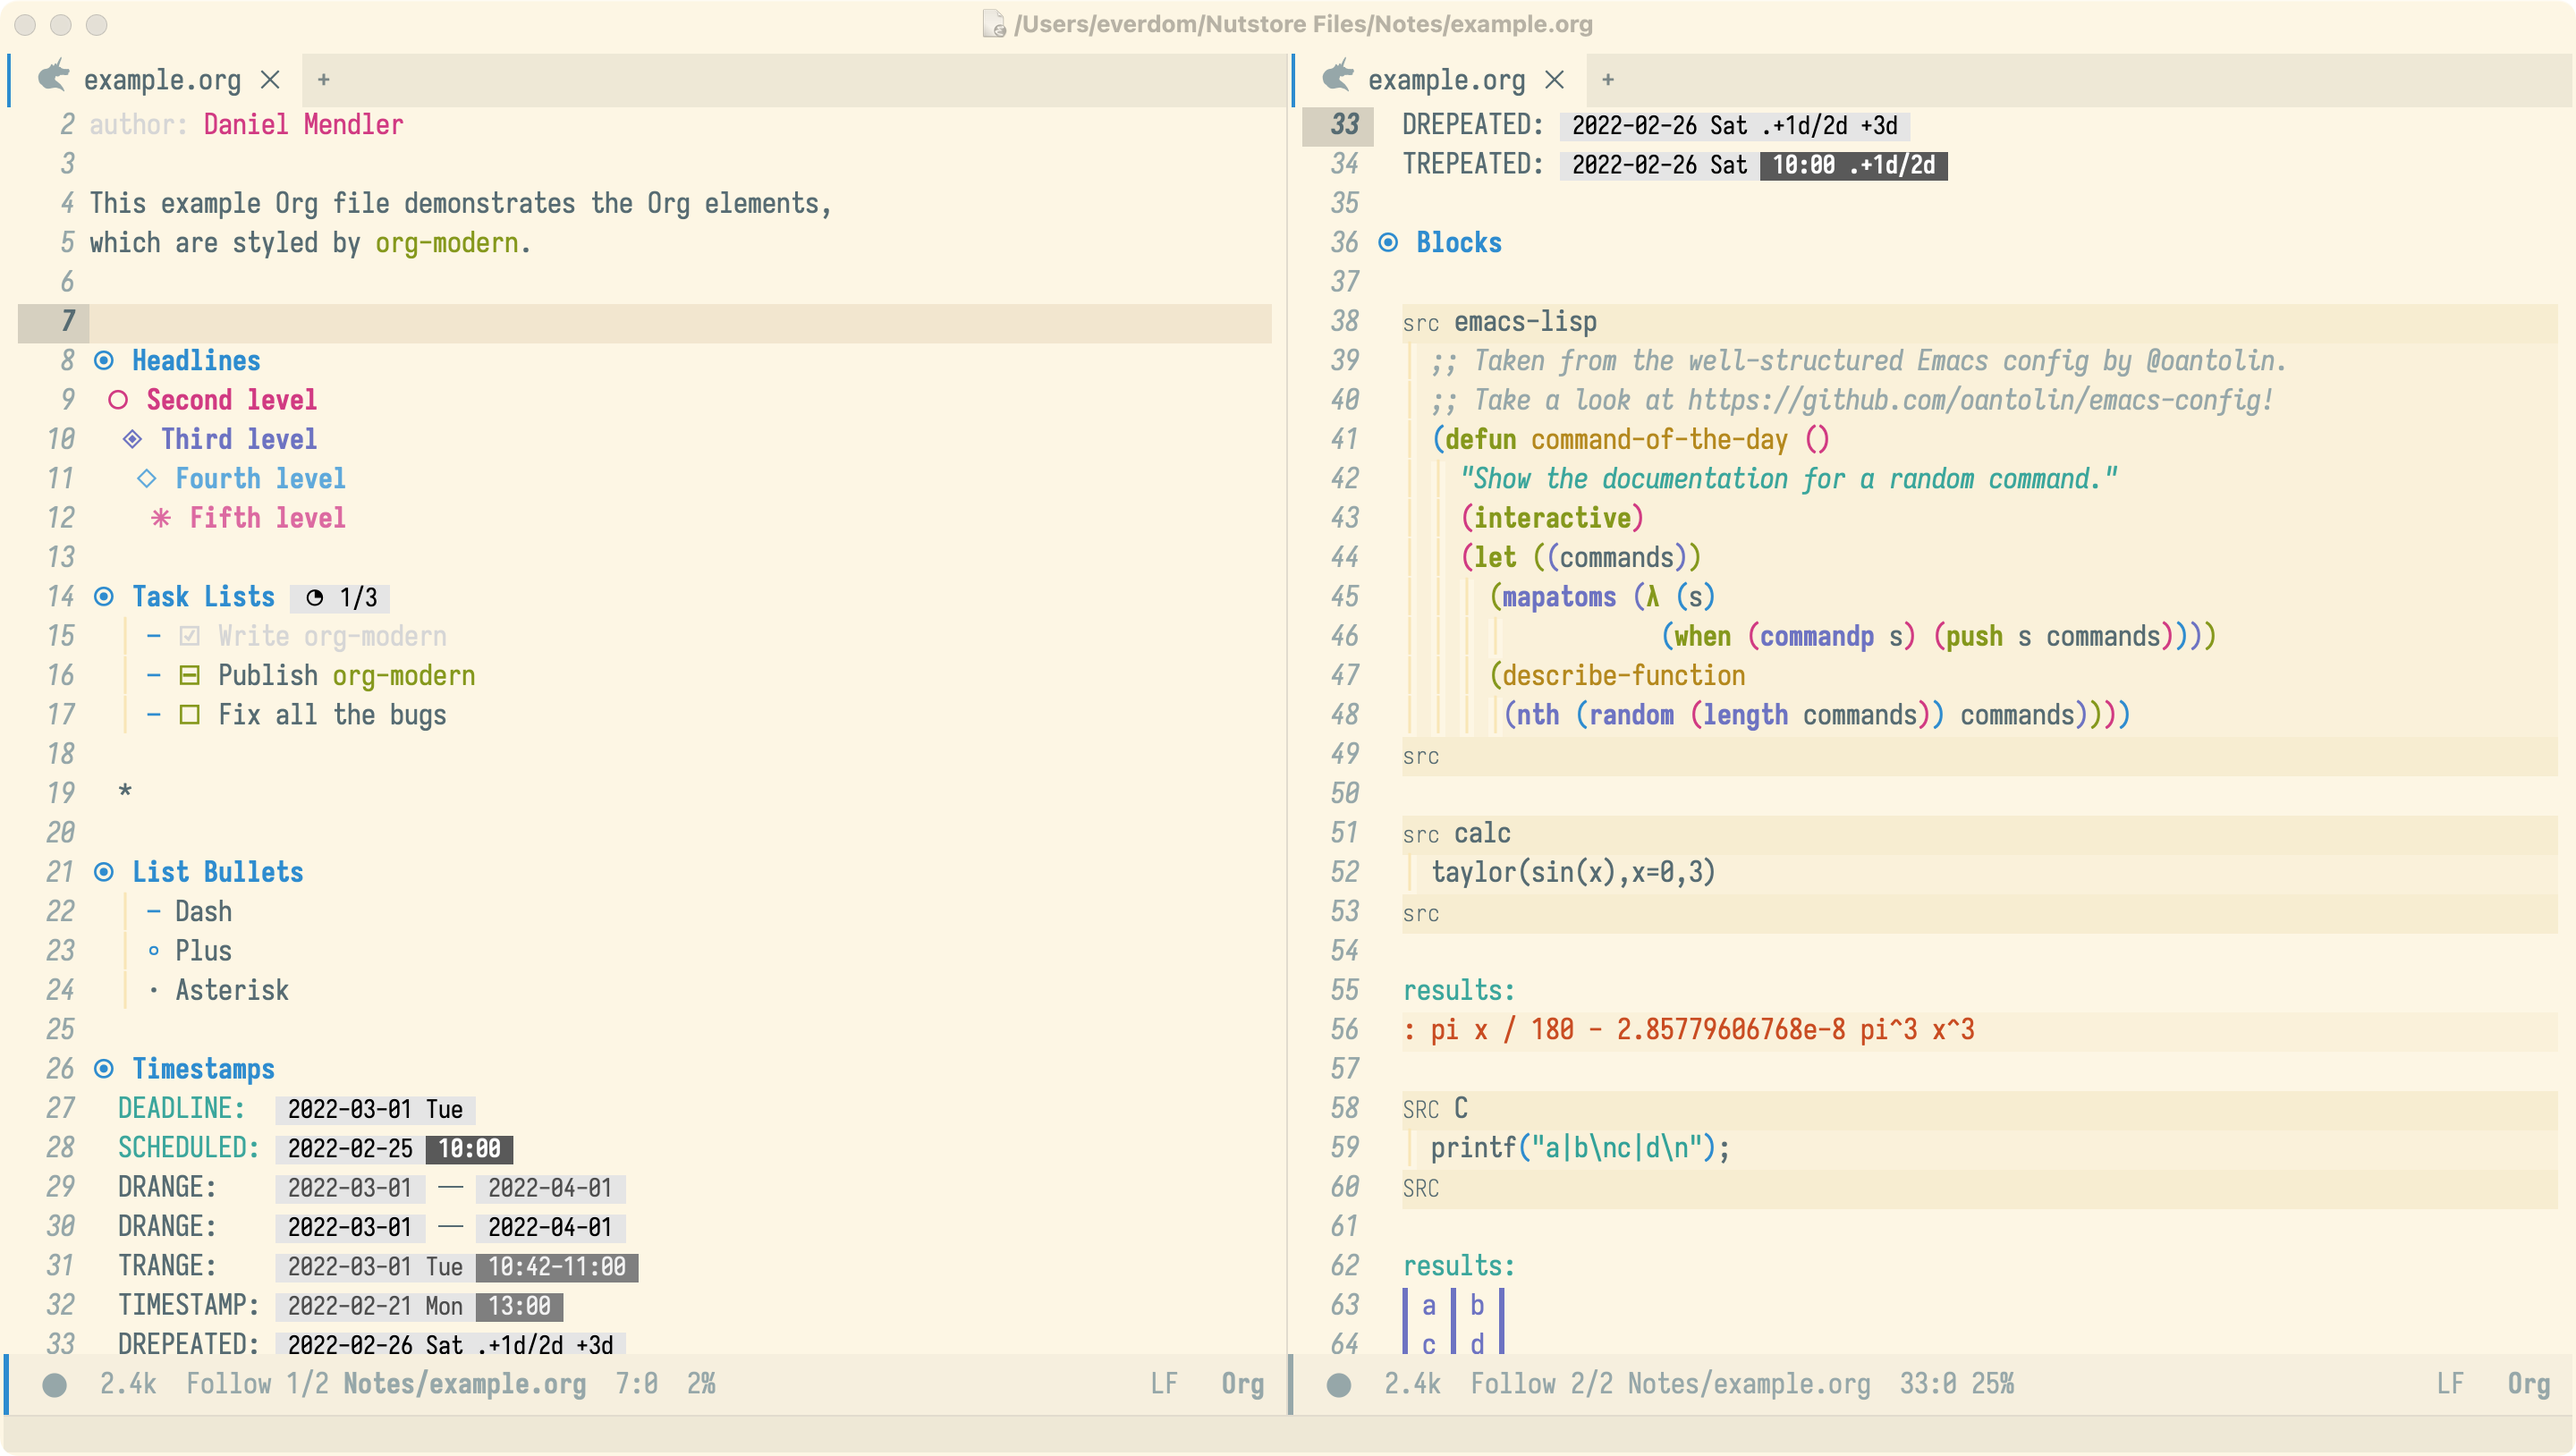 /Users/everdom/Nutstore Files/Notes/example.org
example.org × +
2 author: Daniel Mendler
3
4 This example Org file demonstrates the Org elements,
5 which are styled by org-modern.
6
7
8 Headlines
9 Second level
10 Third level
11 Fourth level
12 Fifth level
13
14 Task Lists 1/3
15 - ☑ Write org-modern
16 - ⊟ Publish org-modern
17 - ☐ Fix all the bugs
18
19 *
20
21 List Bullets
22 – Dash
23 ◦ Plus
24 • Asterisk
25
26 Timestamps
27 DEADLINE: 2022-03-01 Tue
28 SCHEDULED: 2022-02-25 10:00
29 DRANGE: 2022-03-01 — 2022-04-01
30 DRANGE: 2022-03-01 — 2022-04-01
31 TRANGE: 2022-03-01 Tue 10:42-11:00
32 TIMESTAMP: 2022-02-21 Mon 13:00
33 DREPEATED: 2022-02-26 Sat .+1d/2d +3d
2.4k Follow 1/2 Notes/example.org 7:0 2% LF Org
example.org × +
33 DREPEATED: 2022-02-26 Sat .+1d/2d +3d
34 TREPEATED: 2022-02-26 Sat 10:00 .+1d/2d
35
36 Blocks
37
38 src emacs-lisp
39 ;; Taken from the well-structured Emacs config by @oantolin.
40 ;; Take a look at https://github.com/oantolin/emacs-config!
41 (defun command-of-the-day ()
42 "Show the documentation for a random command."
43 (interactive)
44 (let ((commands))
45 (mapatoms (λ (s)
46 (when (commandp s) (push s commands))))
47 (describe-function
48 (nth (random (length commands)) commands))))
49 src
50
51 src calc
52 taylor(sin(x),x=0,3)
53 src
54
55 results:
56 : pi x / 180 - 2.85779606768e-8 pi^3 x^3
57
58 SRC C
59 printf("a|b\nc|d\n");
60 SRC
61
62 results:
63 | a | b |
64 | c | d |
2.4k Follow 2/2 Notes/example.org 33:0 25% LF Org